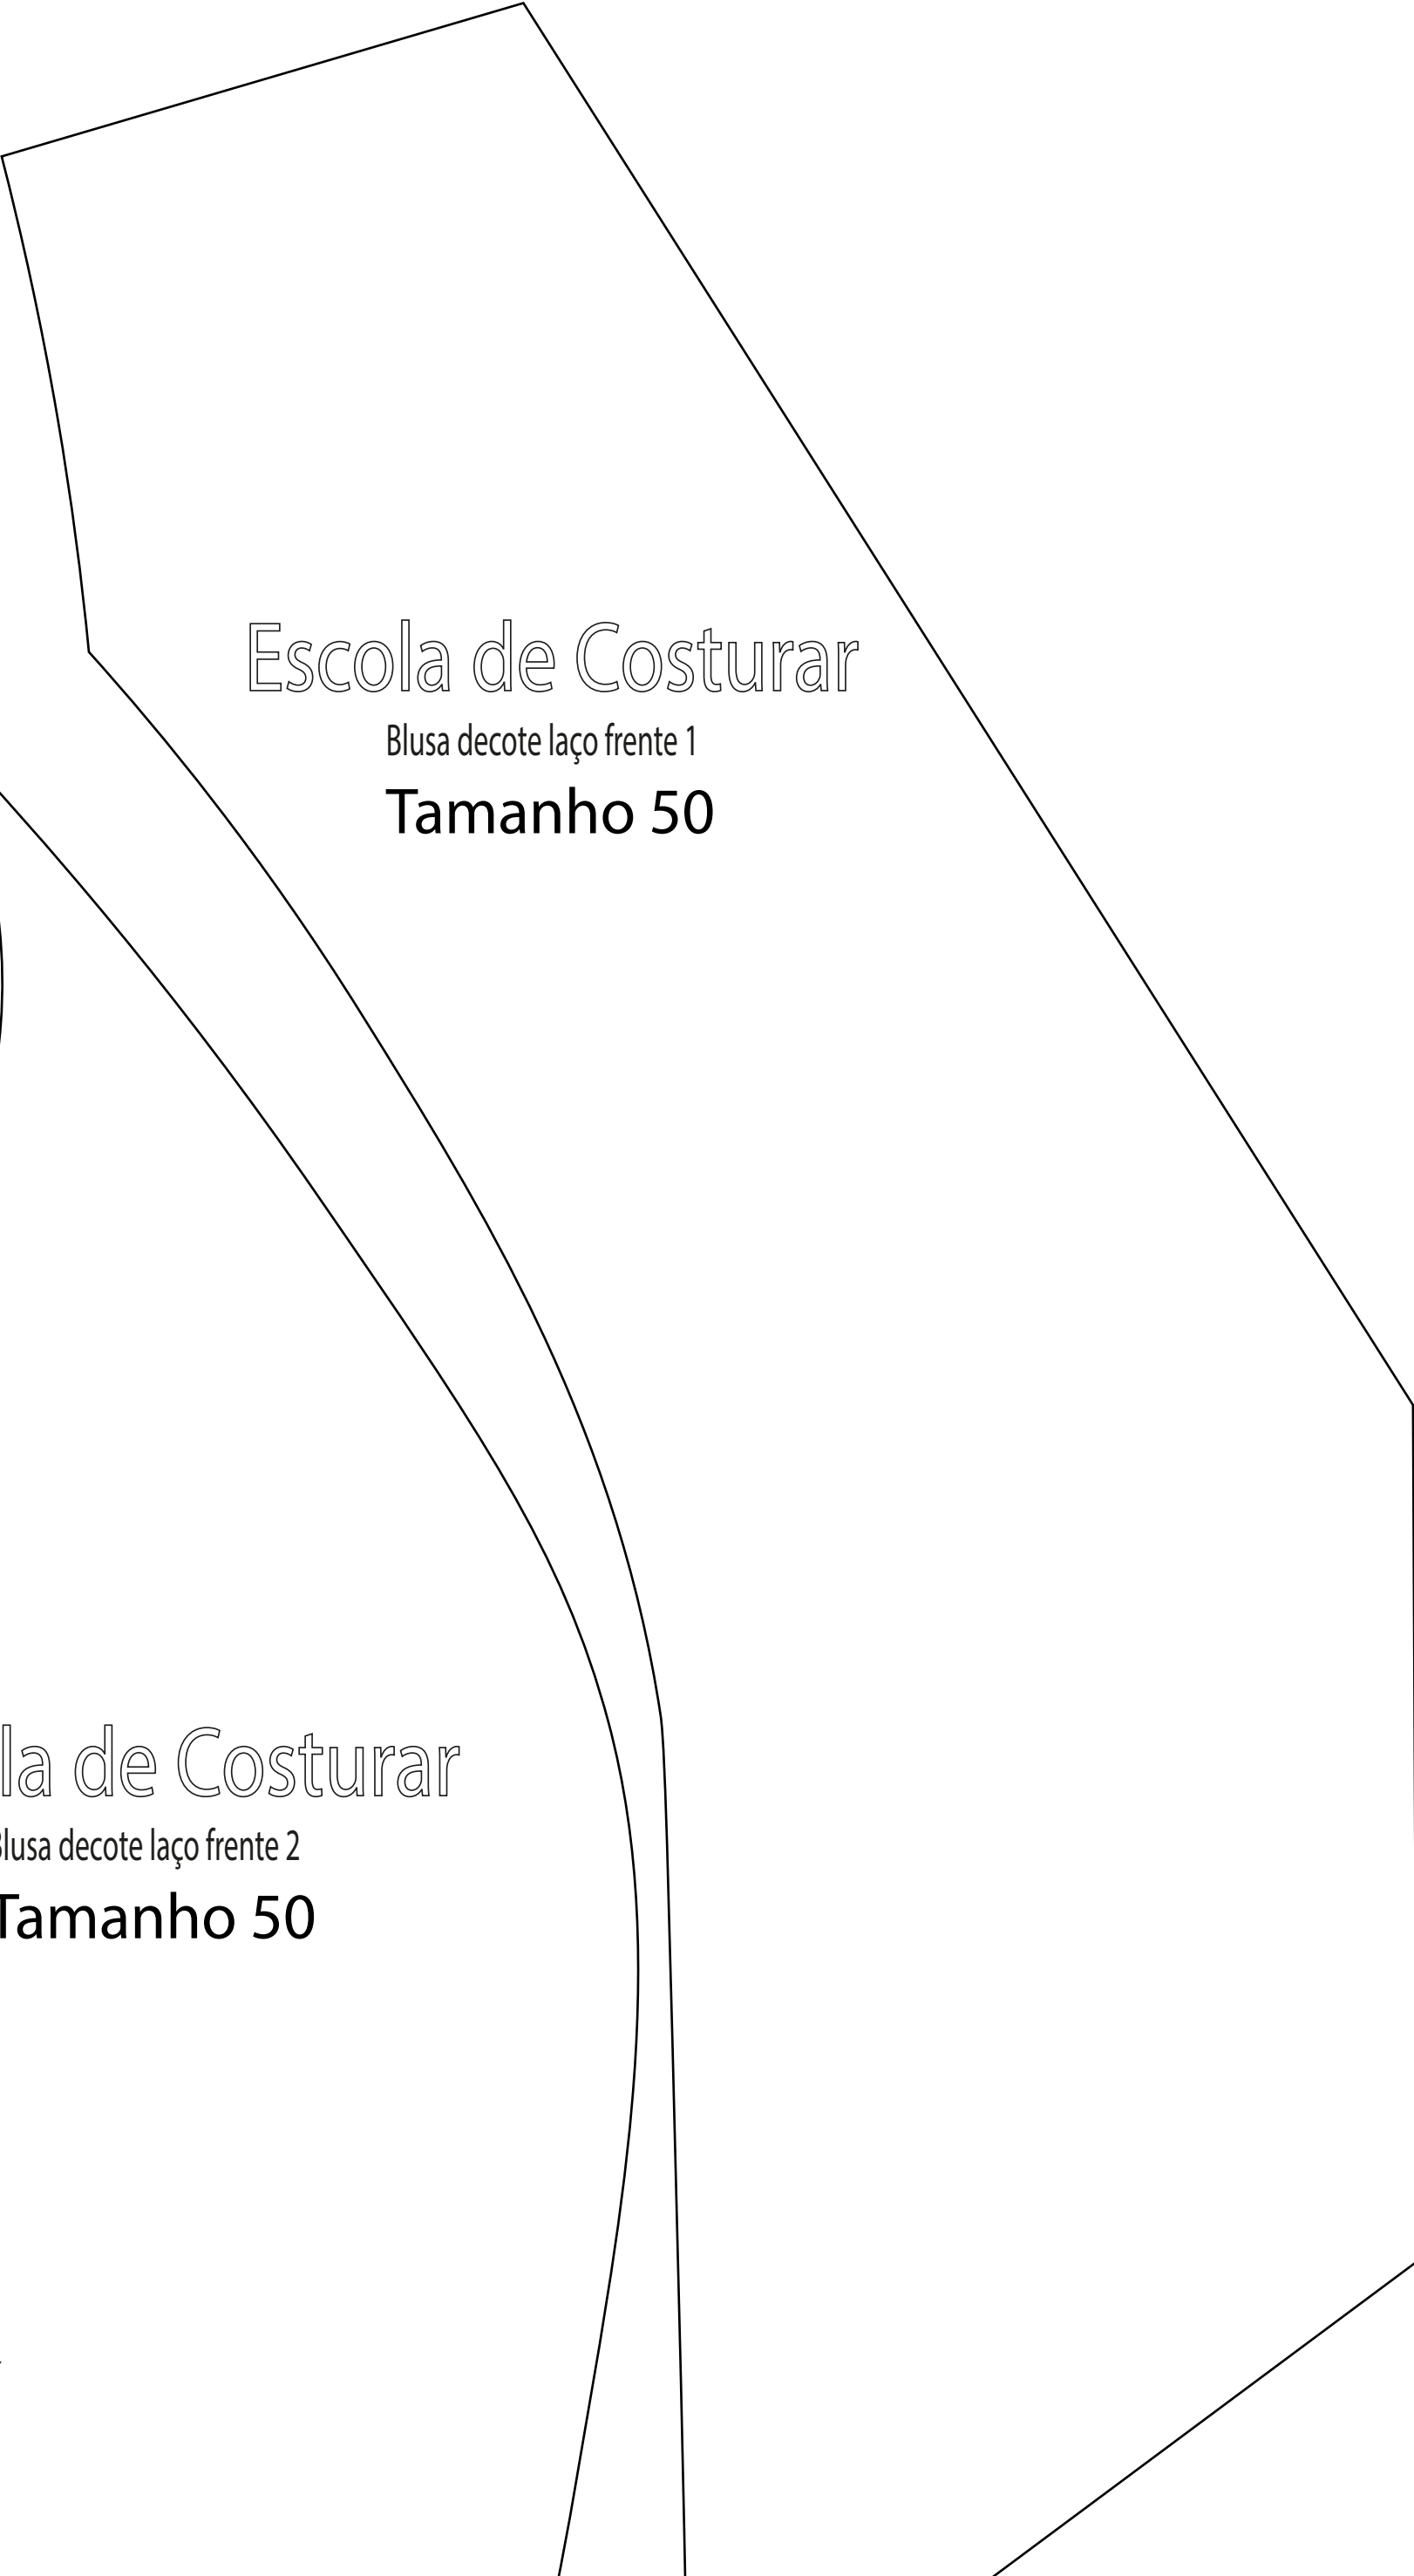 Escola de Costurar
Blusa decote laço frente 1
Tamanho 50
la de Costurar
lusa decote laço frente 2
Tamanho 50